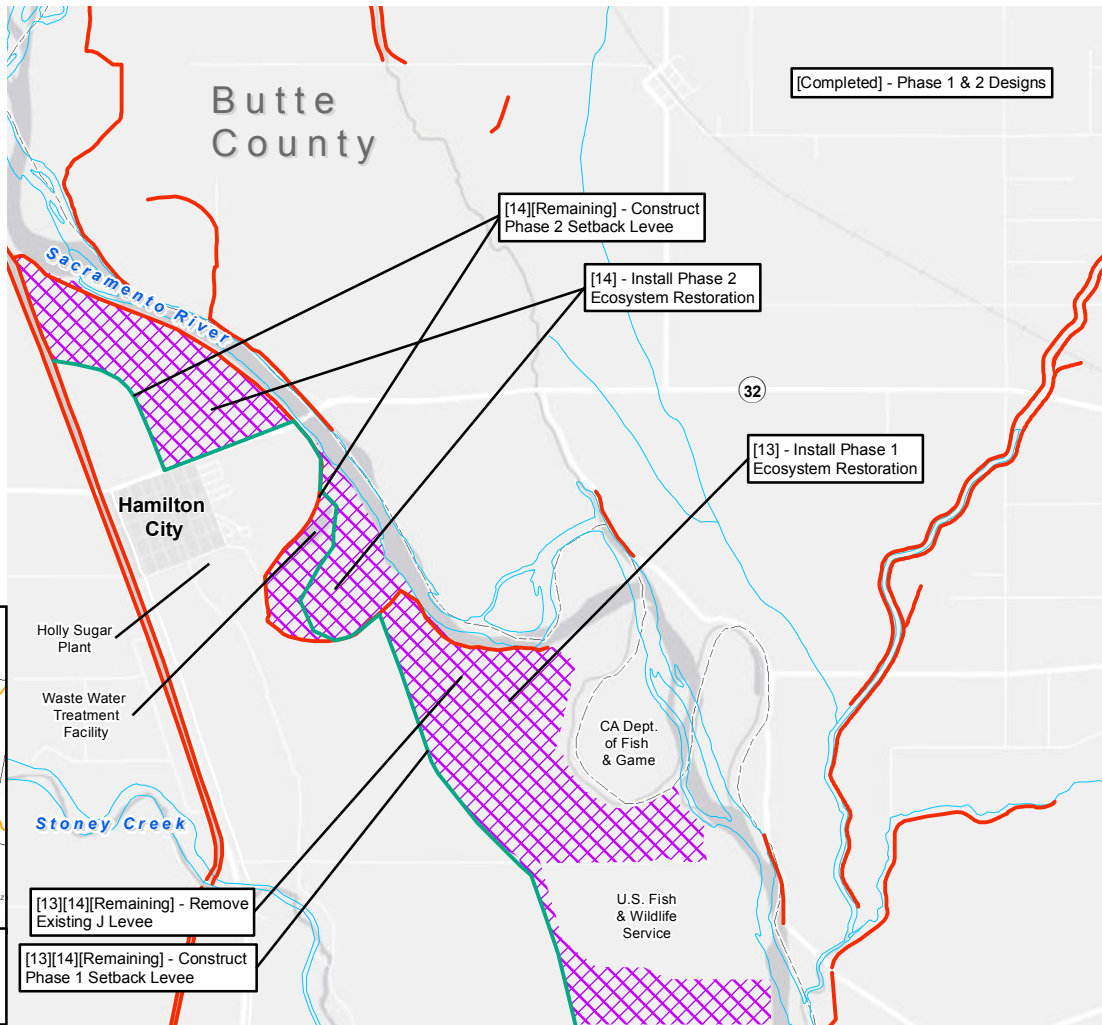 Butte
County
[Completed] - Phase 1 & 2 Designs
[14][Remaining] - Construct
Phase 2 Setback Levee
[14] - Install Phase 2
Ecosystem Restoration
Sacramento River
32
[13] - Install Phase 1
Ecosystem Restoration
Hamilton
City
Holly Sugar
Plant
Waste Water
Treatment
Facility
CA Dept.
of Fish
& Game
Stoney Creek
U.S. Fish
& Wildlife
Service
[13][14][Remaining] - Remove
Existing J Levee
[13][14][Remaining] - Construct
Phase 1 Setback Levee